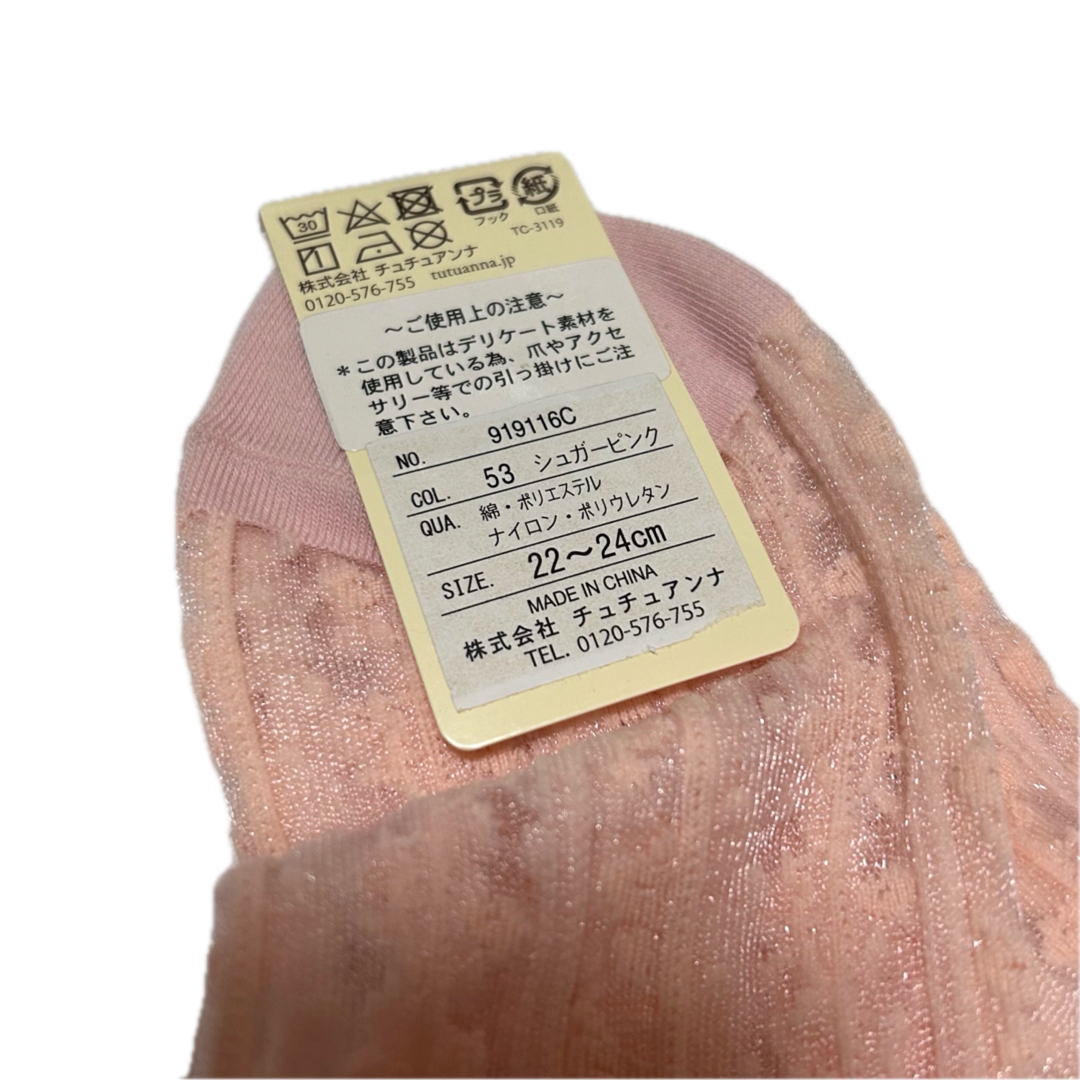 30
プラ
紙
フック
口紙
TC-3119
株式会社 チュチュアンナ
0120-576-755 tutuanna.jp
～ご使用上の注意～
＊この製品はデリケート素材を
使用している為、爪やアクセ
サリー等での引っ掛けにご注
意下さい。
NO. 919116C
COL. 53 シュガーピンク
QUA. 綿・ポリエステル
ナイロン・ポリウレタン
SIZE. 22～24cm
MADE IN CHINA
株式会社 チュチュアンナ
TEL. 0120-576-755